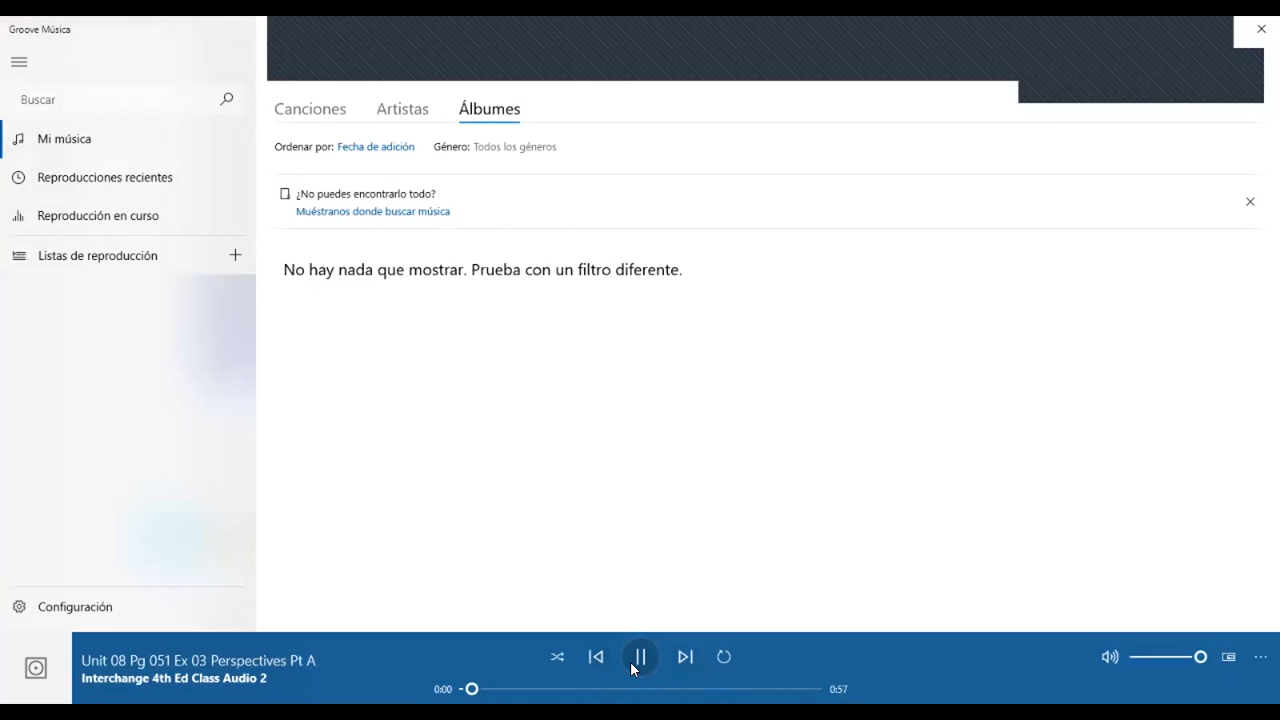 Groove Música
Buscar
Mi música
Reproducciones recientes
Reproducción en curso
Listas de reproducción
Configuración
Canciones Artistas Álbumes
Ordenar por: Fecha de adición Género: Todos los géneros
¿No puedes encontrarlo todo?
Muéstranos donde buscar música
No hay nada que mostrar. Prueba con un filtro diferente.
Unit 08 Pg 051 Ex 03 Perspectives Pt A
Interchange 4th Ed Class Audio 2
0:00 0:57